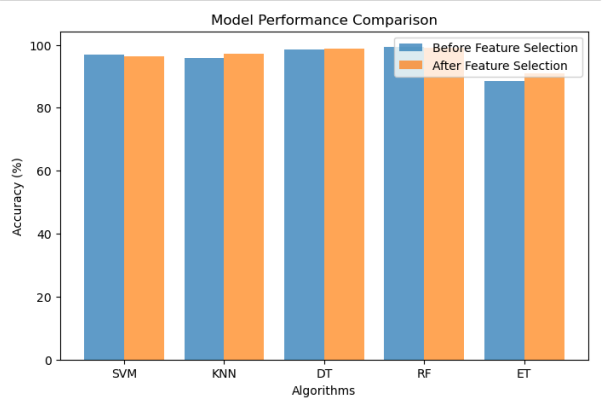 Model Performance Comparison
Before Feature Selection
After Feature Selection
Accuracy (%)
100
80
60
40
20
0
SVM KNN DT RF ET
Algorithms